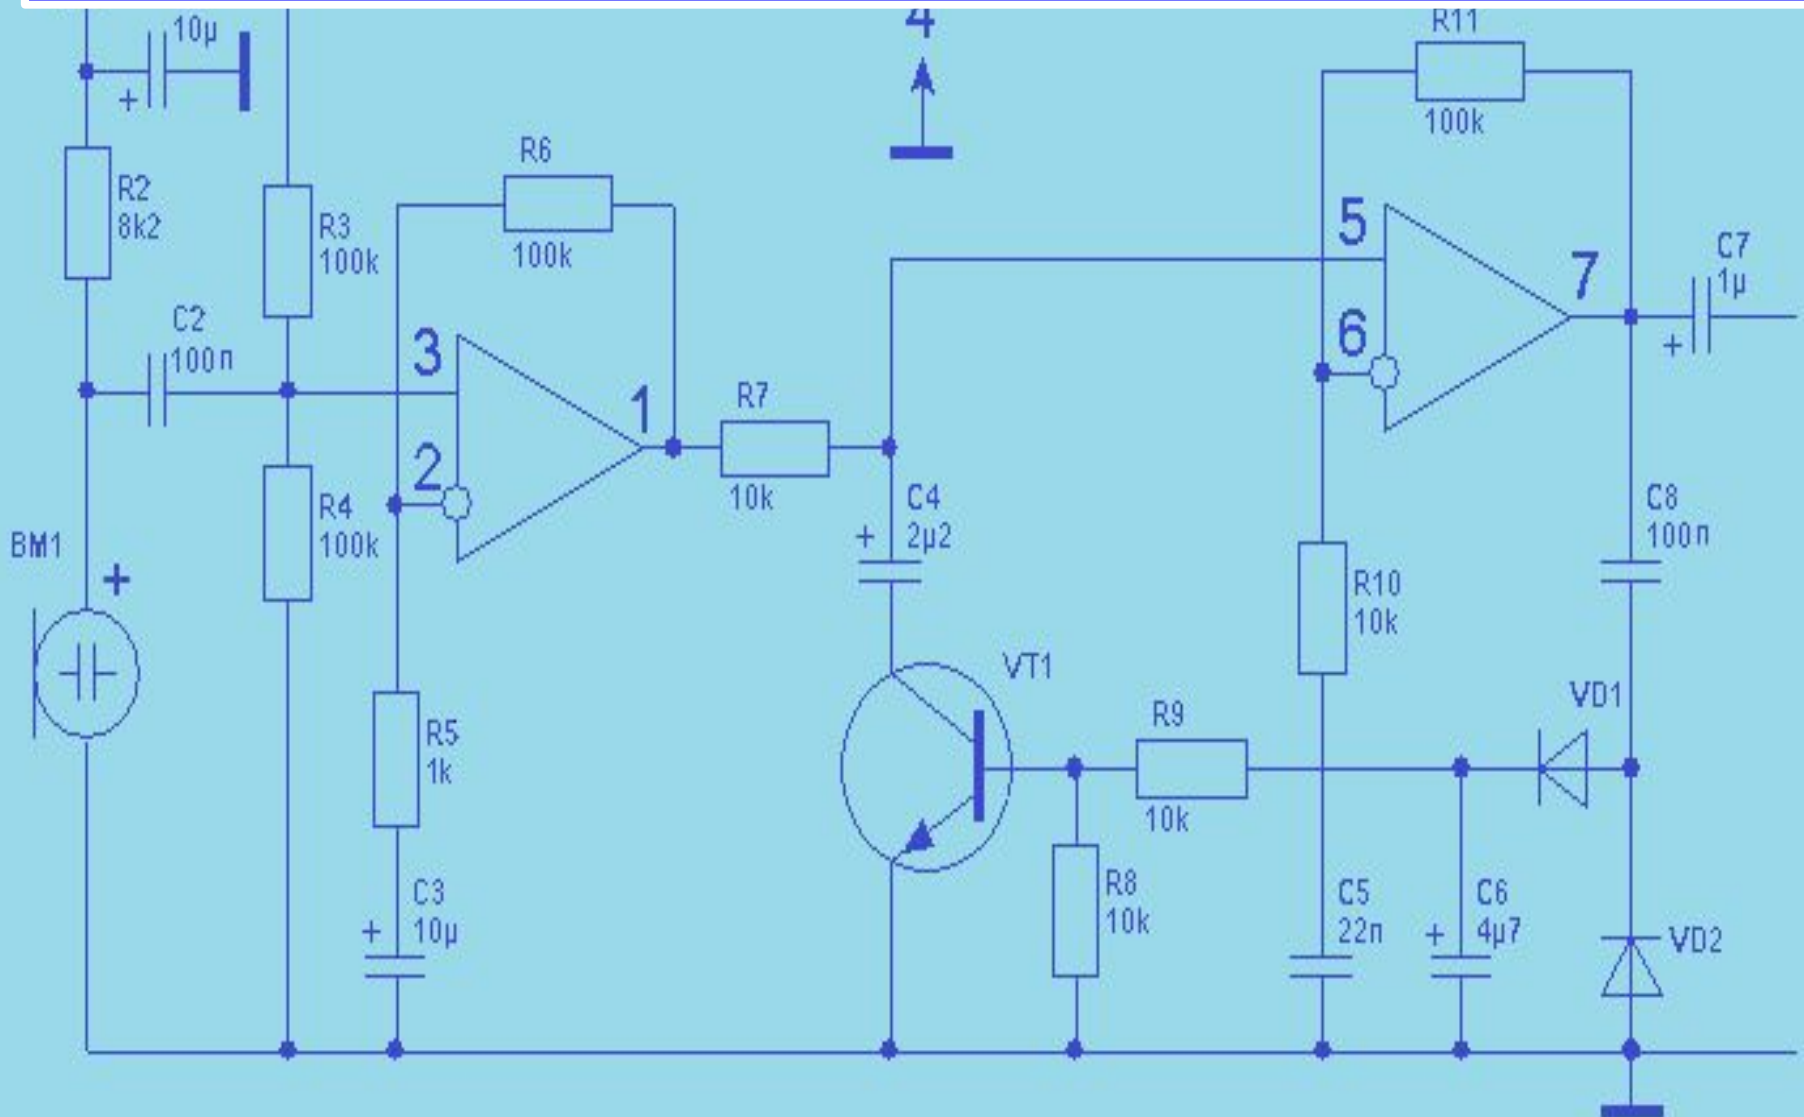 10µ
+
4
R11
100k
R2
8k2
R3
100k
R6
100k
C2
100n
3
2
1
R7
10k
5
6
7
C7
1µ
+
R4
100k
BM1
+
C4
2µ2
+
R10
10k
C8
100n
VT1
VD1
R5
1k
R9
10k
C3
10µ
+
R8
10k
C5
22n
C6
4µ7
+
VD2